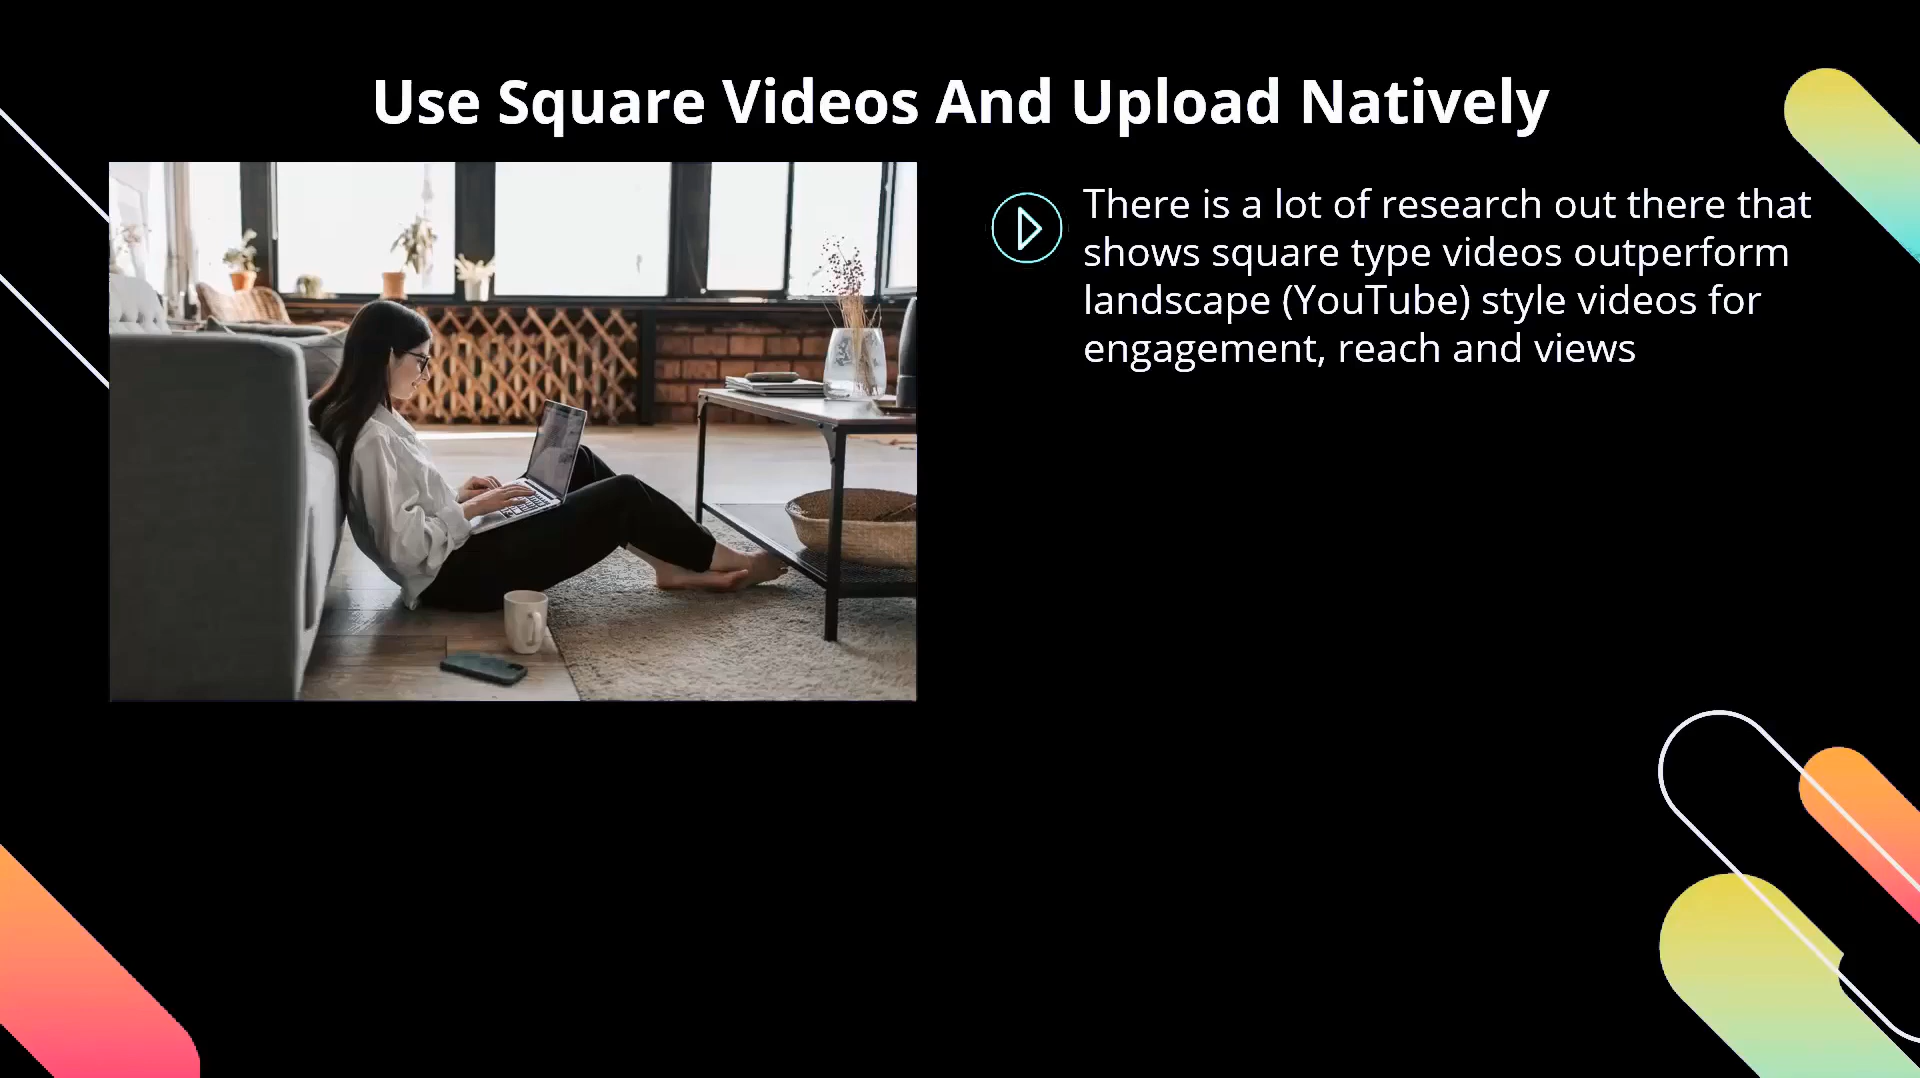 Use Square Videos And Upload Natively
There is a lot of research out there that
shows square type videos outperform
landscape (YouTube) style videos for
engagement, reach and views